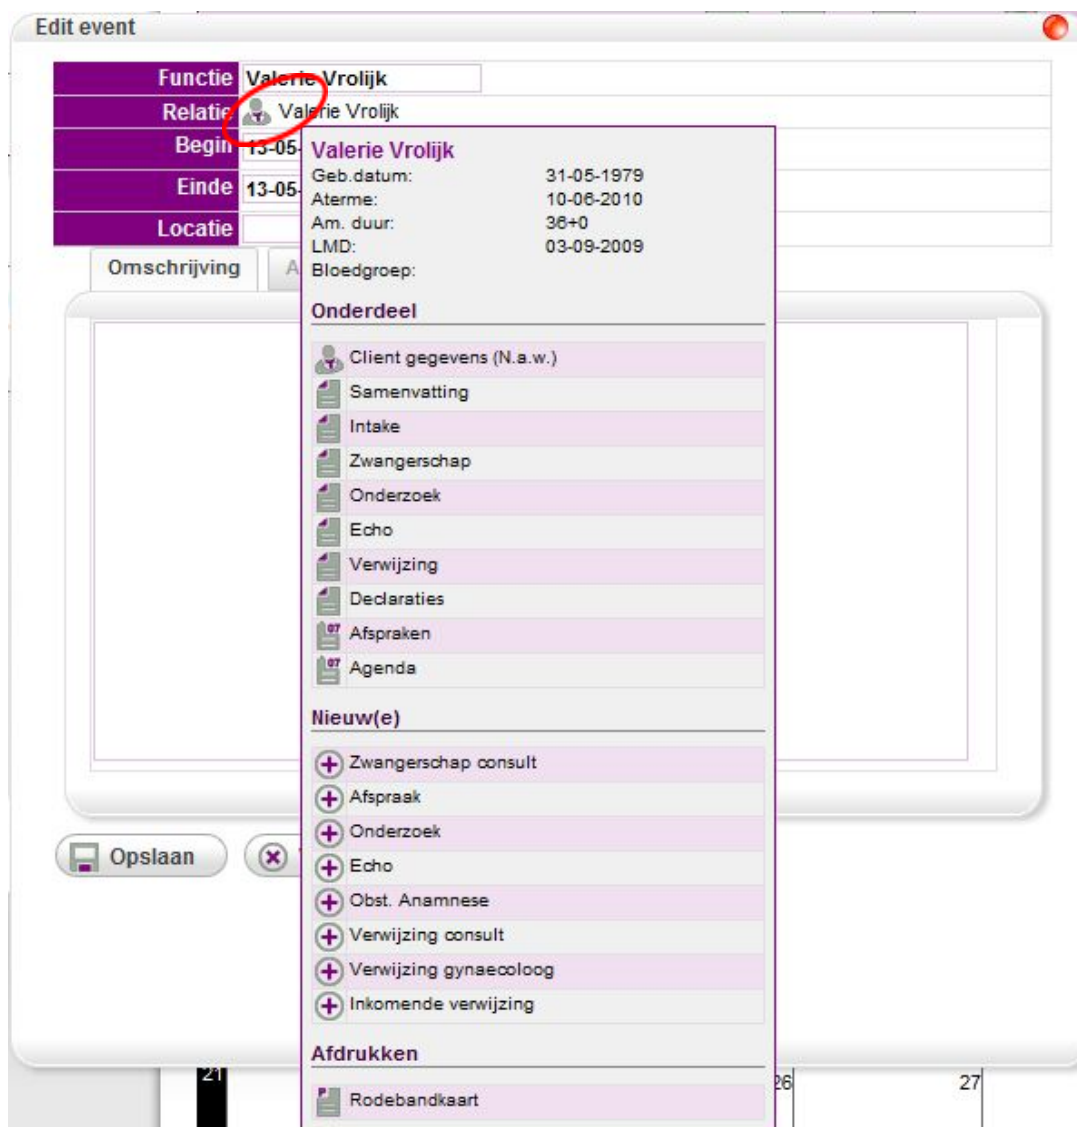 Edit event
Functie Valerie Vrolijk
Relatie Valerie Vrolijk
Begin 13-05-
Einde 13-05-
Locatie
Omschrijving A
Valerie Vrolijk
Geb.datum: 31-05-1979
Aterme: 10-06-2010
Am. duur: 36+0
LMD: 03-09-2009
Bloedgroep:
Onderdeel
Client gegevens (N.a.w.)
Samenvatting
Intake
Zwangerschap
Onderzoek
Echo
Verwijzing
Declaraties
07 Afspraken
07 Agenda
Nieuw(e)
Zwangerschap consult
Afspraak
Onderzoek
Echo
Obst. Anamnese
Verwijzing consult
Verwijzing gynaecoloog
Inkomende verwijzing
Afdrukken
Rodebandkaart
Opslaan
21 26 27